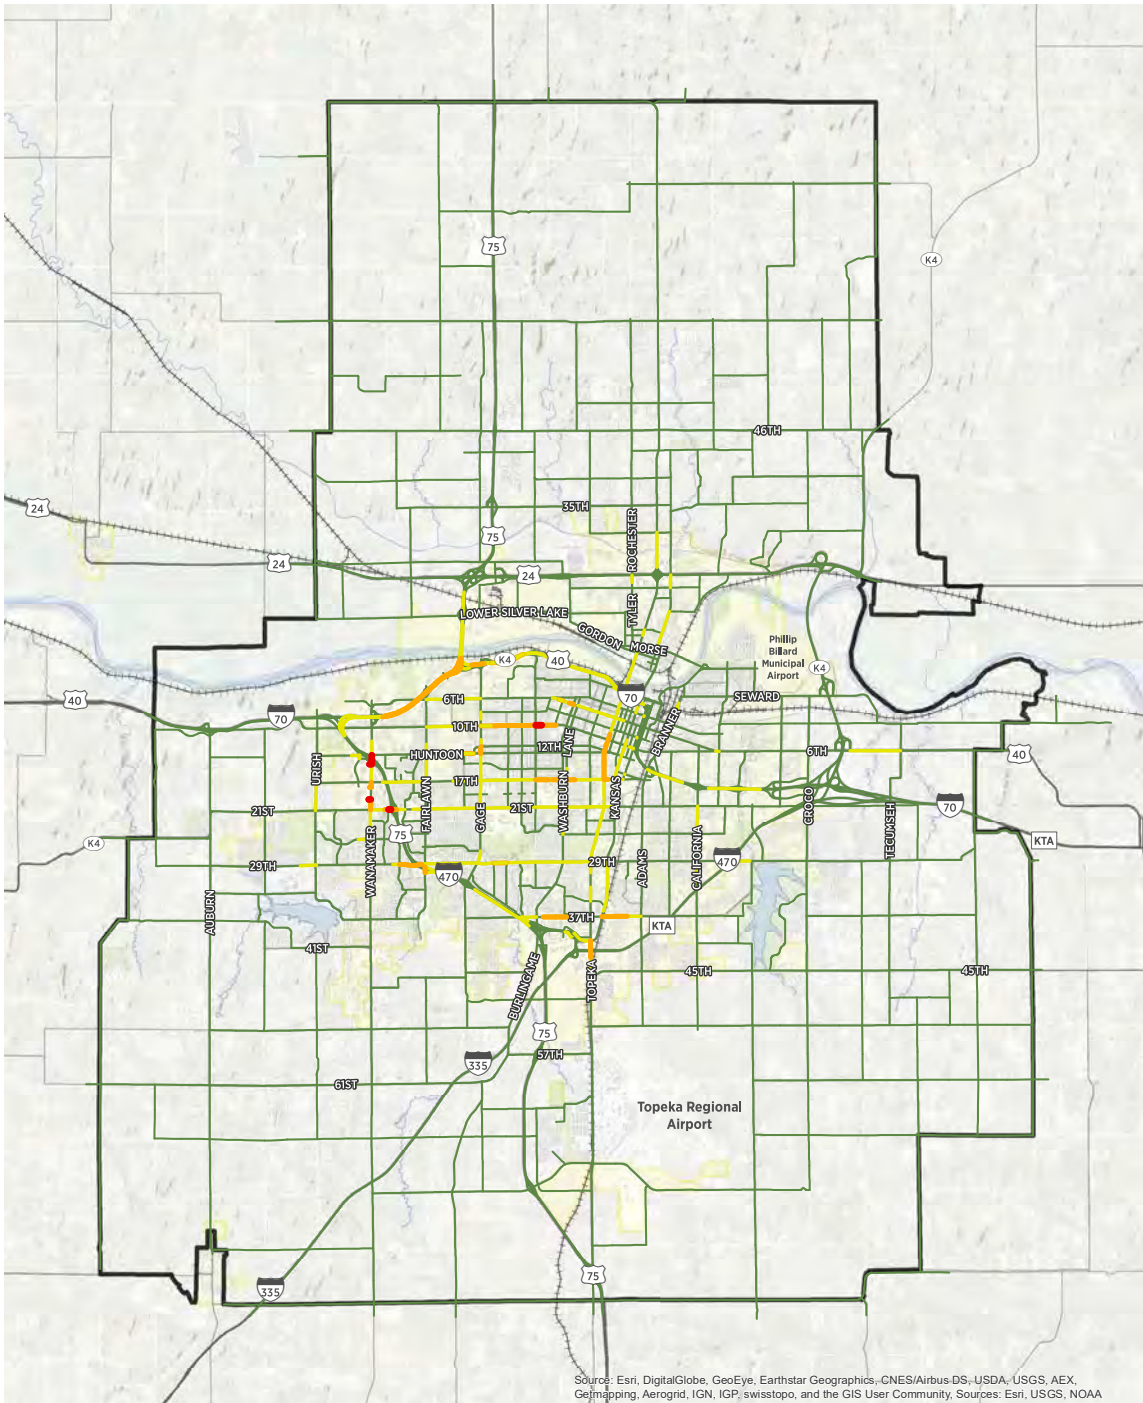 75
K4
46TH
24
35TH
ROCHESTER
75
24
24
LOWER SILVER LAKE
TYLER
GORDON
MORSE
Phillip
Billard
Municipal
Airport
K4
40
K4
40
6TH
70
SEWARD
70
10TH
LANE
BRANNER
12TH
HUNTOON
6TH
40
URISH
17TH
FAIRLAWN
WASHBURN
KANSAS
CROCO
21ST
GAGE
21ST
70
TECUMSEH
75
K4
KTA
WANAMAKER
29TH
29TH
ADAMS
CALIFORNIA
470
470
AUBURN
37TH
KTA
41ST
BURLINGAME
TOPEKA
45TH
45TH
75
57TH
335
61ST
Topeka Regional
Airport
75
335
Source: Esri, DigitalGlobe, GeoEye, Earthstar Geographics, CNES/Airbus DS, USDA, USGS, AEX,
Getmapping, Aerogrid, IGN, IGP, swisstopo, and the GIS User Community, Sources: Esri, USGS, NOAA